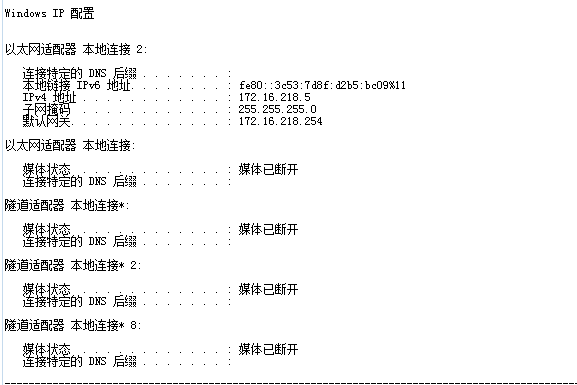 Windows IP 配置
以太网适配器 本地连接 2:
连接特定的 DNS 后缀 . . . . . . . :
本地链接 IPv6 地址. . . . . . . . : fe80::3c53:7d8f:d2b5:bc09%11
IPv4 地址 . . . . . . . . . . . . : 172.16.218.5
子网掩码  . . . . . . . . . . . . : 255.255.255.0
默认网关. . . . . . . . . . . . . : 172.16.218.254
以太网适配器 本地连接:
媒体状态  . . . . . . . . . . . . : 媒体已断开
连接特定的 DNS 后缀 . . . . . . . :
隧道适配器 本地连接*:
媒体状态  . . . . . . . . . . . . : 媒体已断开
连接特定的 DNS 后缀 . . . . . . . :
隧道适配器 本地连接* 2:
媒体状态  . . . . . . . . . . . . : 媒体已断开
连接特定的 DNS 后缀 . . . . . . . :
隧道适配器 本地连接* 8:
媒体状态  . . . . . . . . . . . . : 媒体已断开
连接特定的 DNS 后缀 . . . . . . . :